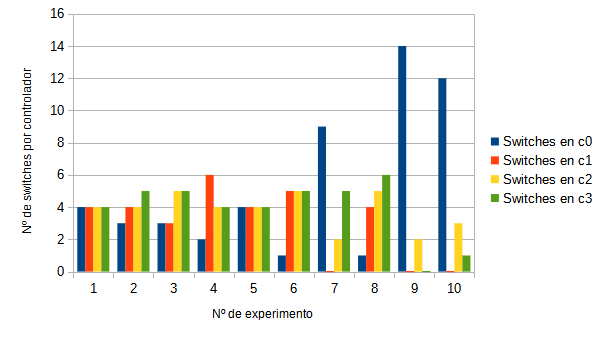 16
14
12
10
8
6
4
2
0
Nº de switches por controlador
1 2 3 4 5 6 7 8 9 10
Nº de experimento
Switches en c0
Switches en c1
Switches en c2
Switches en c3